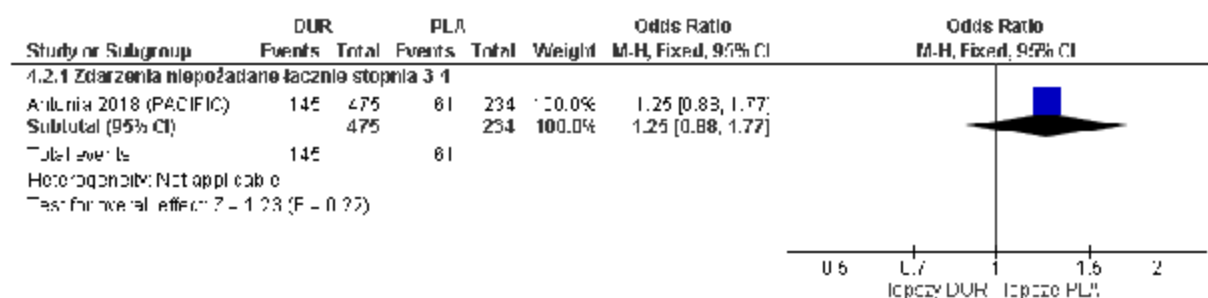 DUR PLA Odds Ratio Odds Ratio
Study or Subgroup Events Total Events Total Weight M-H, Fixed, 95% CI M-H, Fixed, 95% CI
4.2.1 Zdarzenia niepożądane łącznie stopnia 3-4
2018 (PACIFIC) 145 475 61 234 100.0% 1.25 [0.88, 1.77]
Subtotal (95% CI) 475 234 100.0% 1.25 [0.88, 1.77]
Total events 145 61
Heterogeneity: Not applicable
Test for overall effect: Z = 1.23 (P = 0.22)
0.5 0.7 1 1.5 2
lepszy DUR lepsze PLA